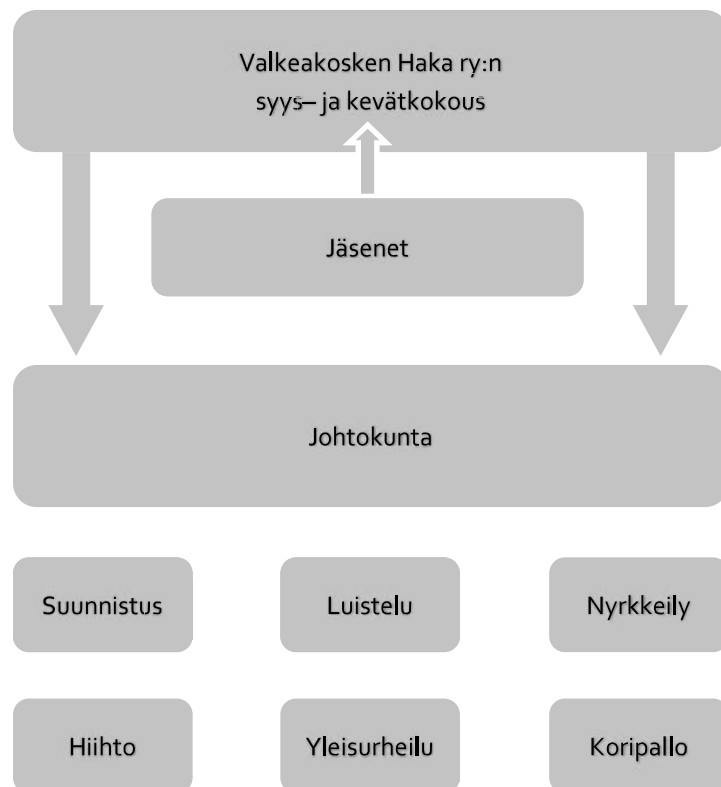 Valkeakosken Haka ry:n
syys– ja kevätkokous
Jäsenet
Johtokunta
Suunnistus
Luistelu
Nyrkkeily
Hiihto
Yleisurheilu
Koripallo